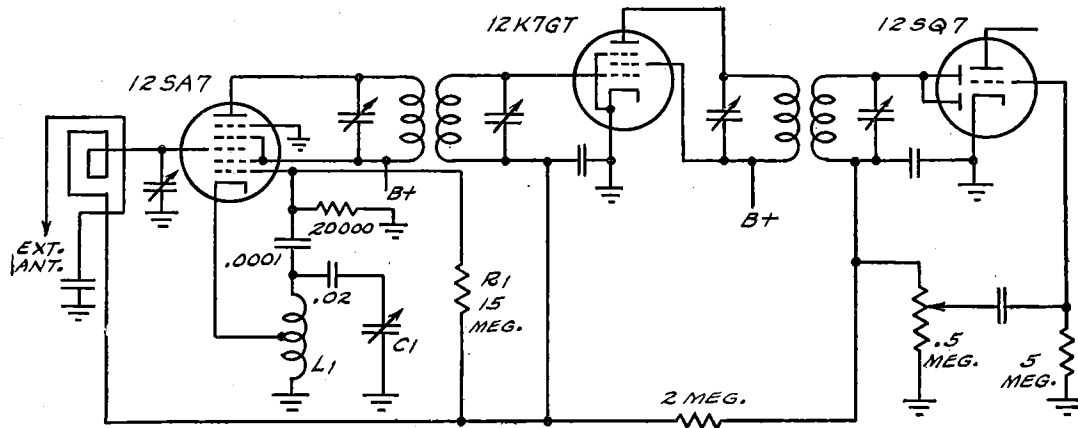 12SA7
12K7GT
12SQ7
EXT.
ANT.
B+
20000
.0001
.02
R1
15
MEG.
C1
L1
B+
.5
MEG.
.5
MEG.
2 MEG.